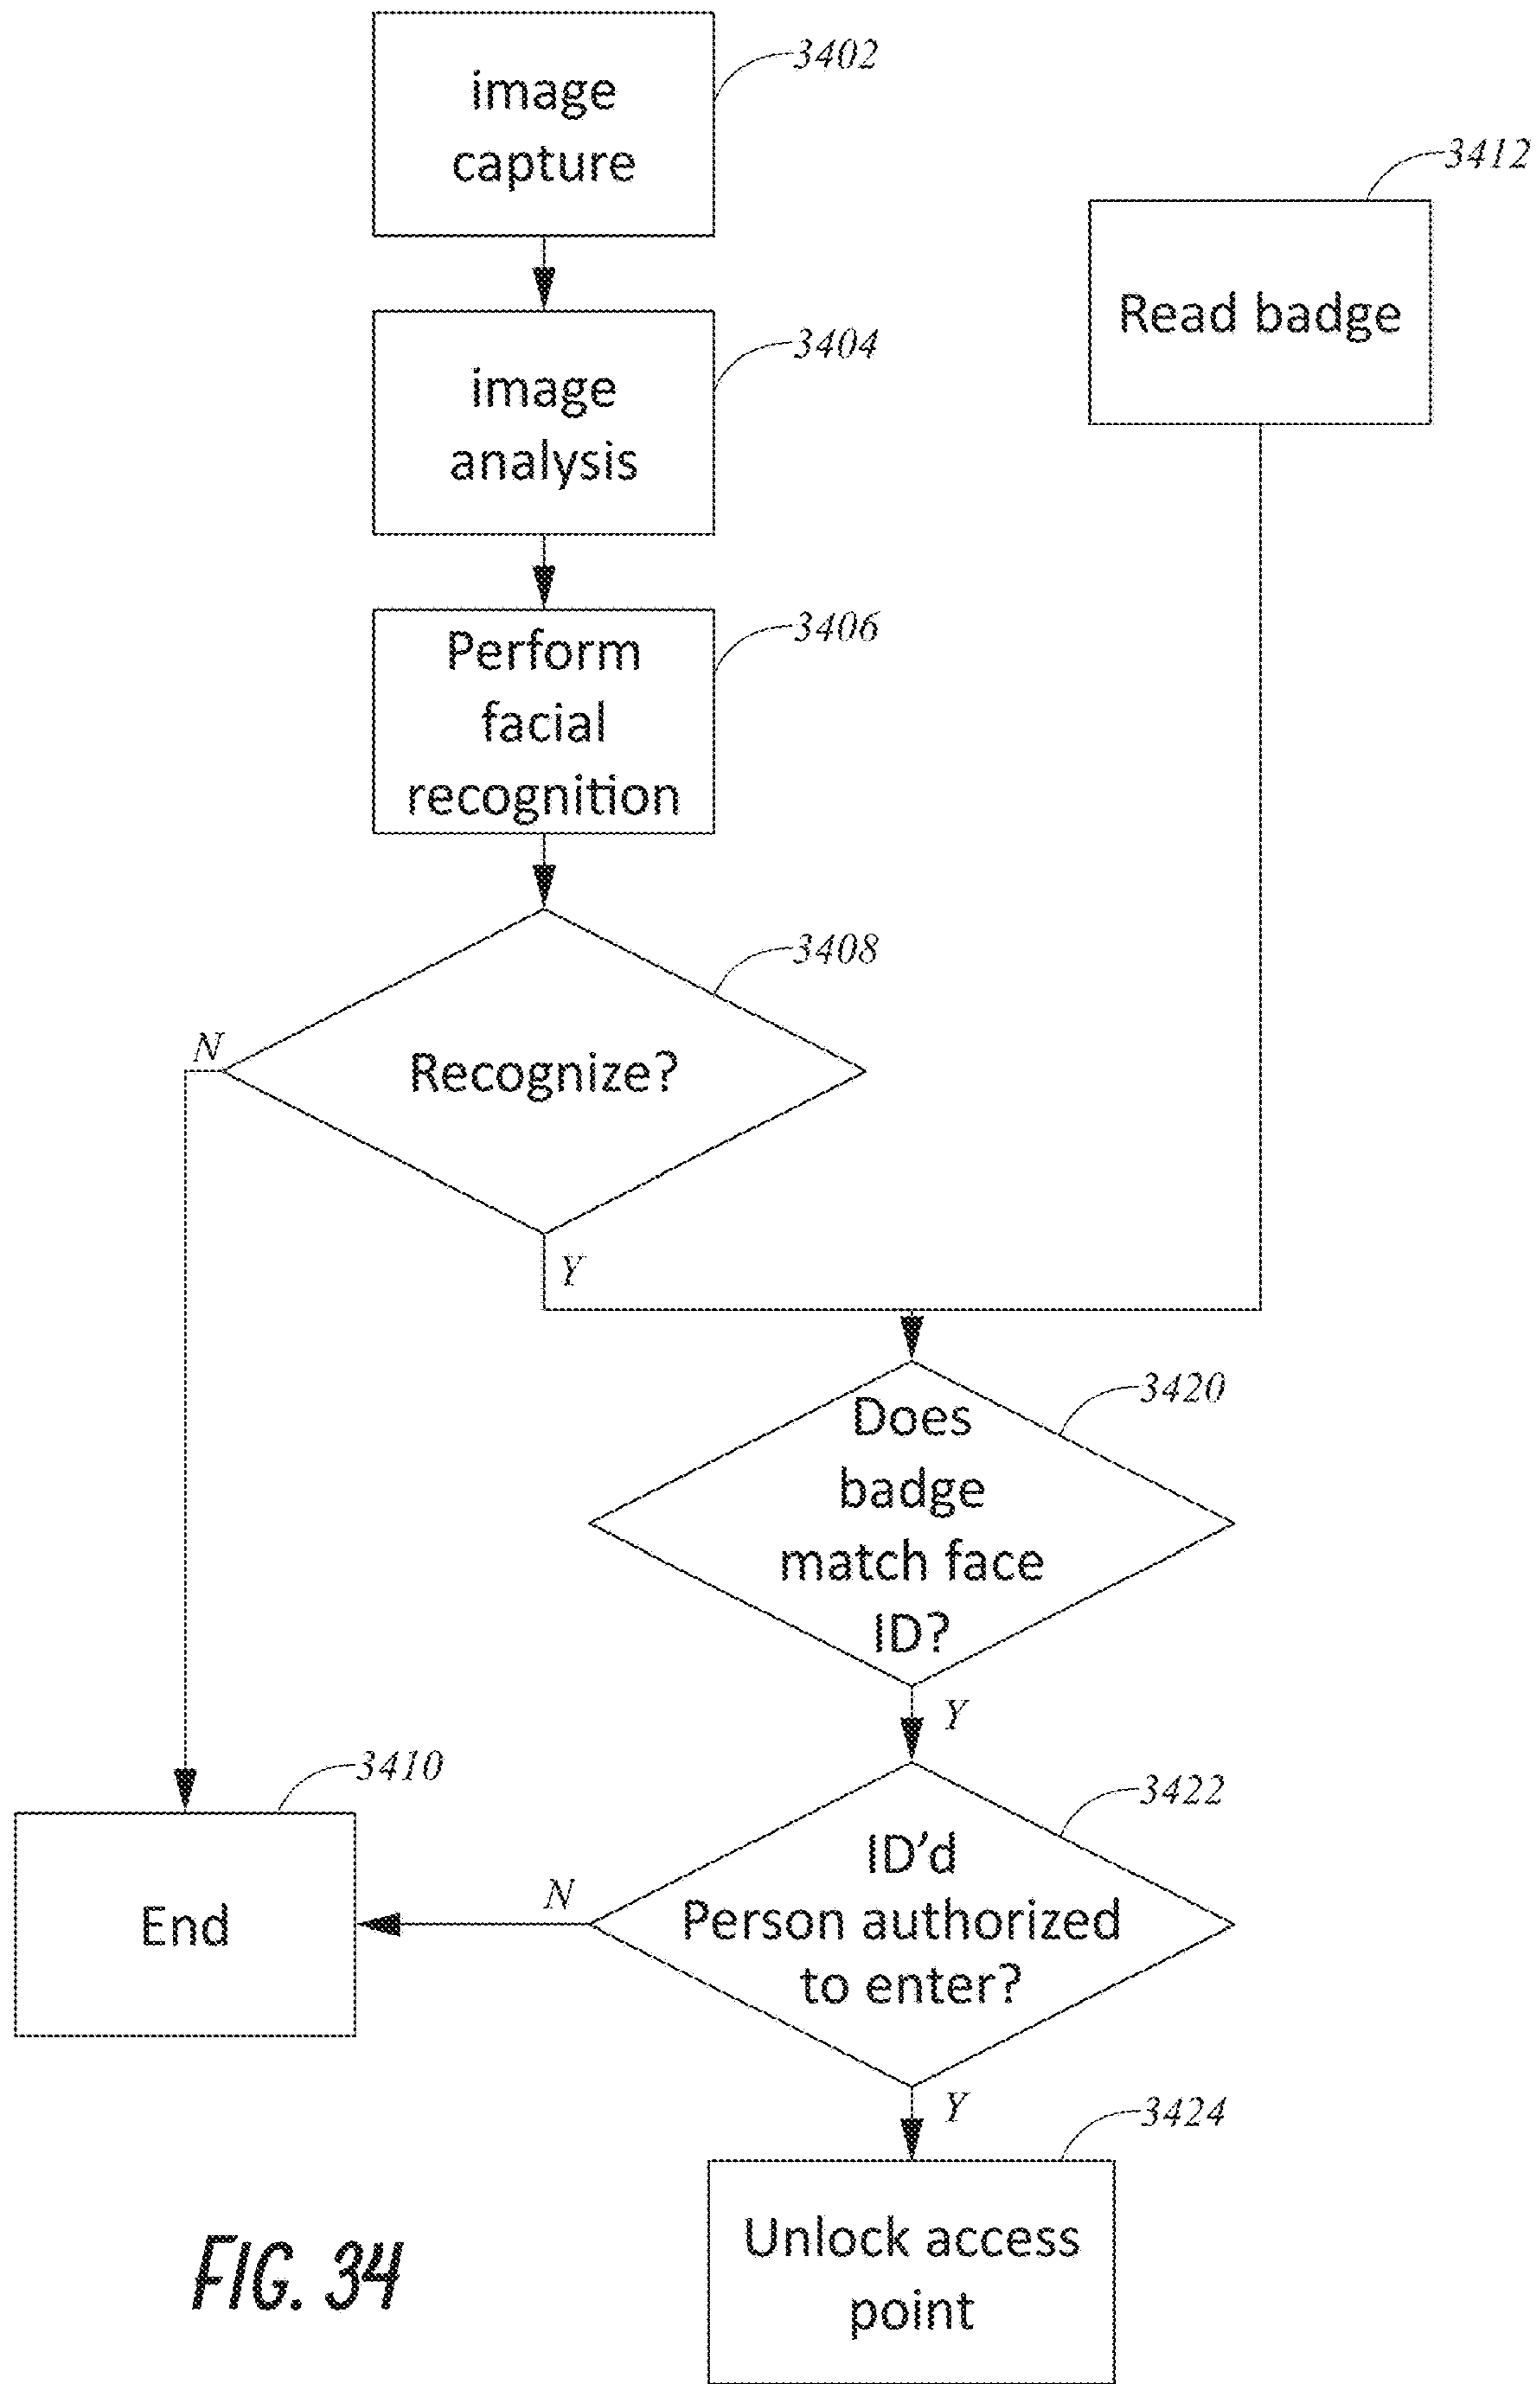 3402
image
capture
3412
Read badge
3404
image
analysis
3406
Perform
facial
recognition
3408
N
Recognize?
Y
3420
Does
badge
match face
ID?
Y
3410
End
3422
N
ID’d
Person authorized
to enter?
Y
3424
Unlock access
point
FIG. 34